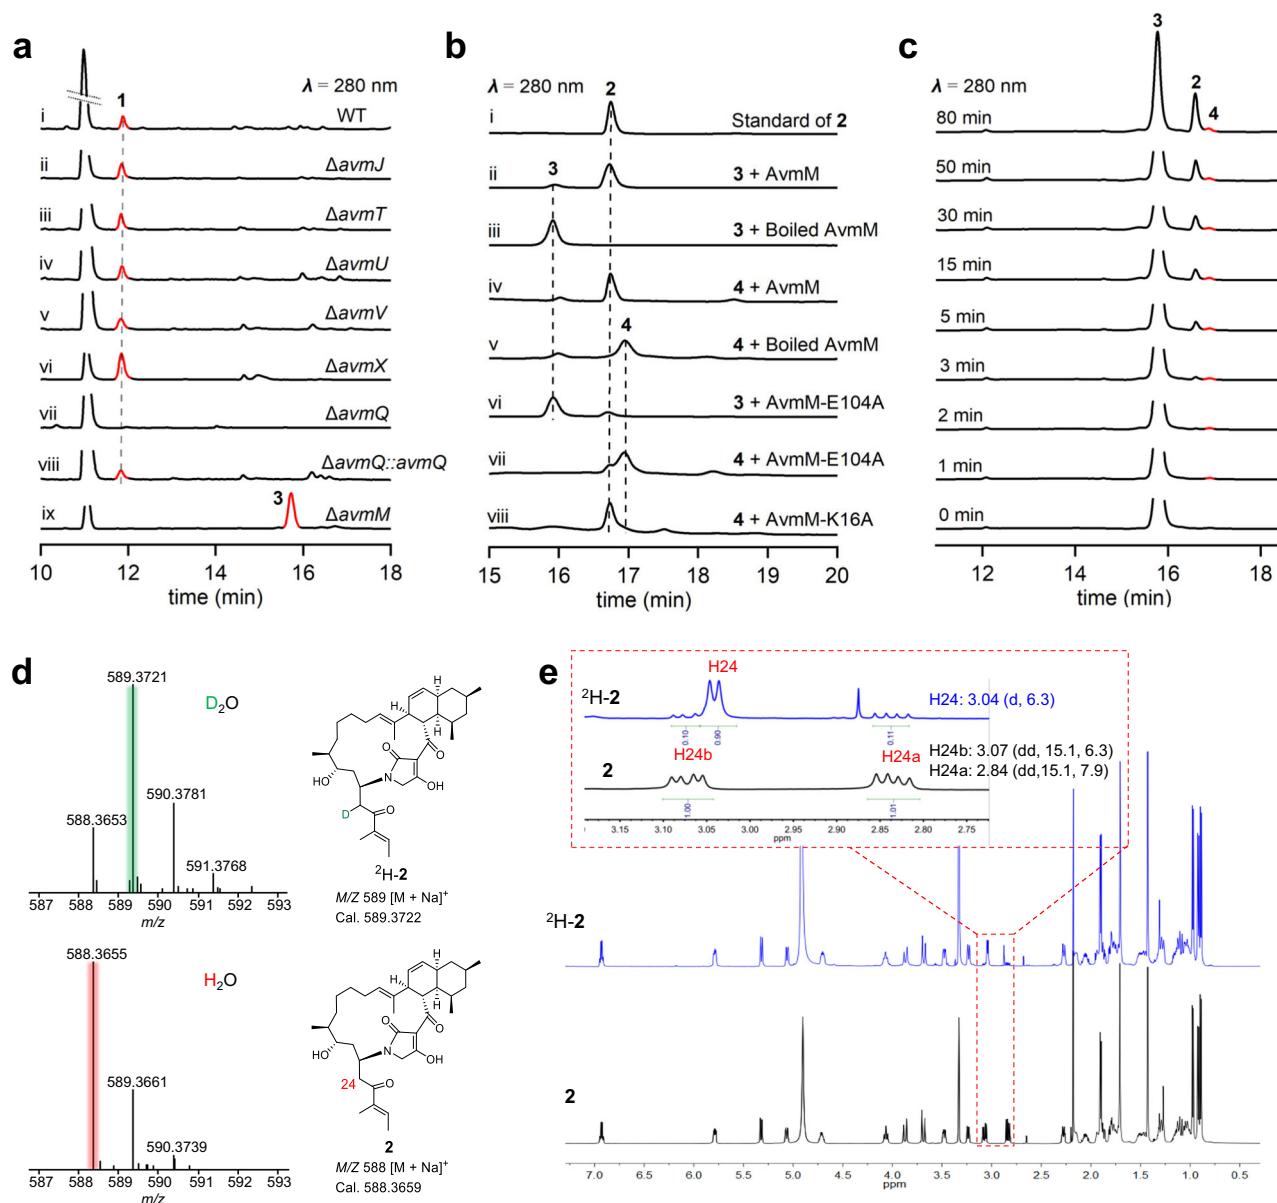 a
λ = 280 nm
1
i WT
ii ΔavmJ
iii ΔavmT
iv ΔavmU
v ΔavmV
vi ΔavmX
vii ΔavmQ
viii ΔavmQ::avmQ
3
ix ΔavmM
10 12 14 16 18
time (min)
b
λ = 280 nm 2
i Standard of 2
ii 3 3 + AvmM
iii 3 + Boiled AvmM
iv 4 + AvmM
v 4 4 + Boiled AvmM
vi 3 + AvmM-E104A
vii 4 + AvmM-E104A
viii 4 + AvmM-K16A
15 16 17 18 19 20
time (min)
c
3
λ = 280 nm 2
4
80 min
50 min
30 min
15 min
5 min
3 min
2 min
1 min
0 min
12 14 16 18
time (min)
d
589.3721
D2O
590.3781
588.3653
591.3768
587 588 589 590 591 592 593
m/z
H H H H
O O
HO N OH
D O
²H-2
M/Z 589 [M + Na]+
Cal. 589.3722
588.3655
H2O
589.3661
590.3739
587 588 589 590 591 592 593
m/z
H H H H
O O
HO N OH
24 O
2
M/Z 588 [M + Na]+
Cal. 588.3659
e
H24
²H-2
H24: 3.04 (d, 6.3)
0.10 0.90 0.11
H24b H24a
2
H24b: 3.07 (dd, 15.1, 6.3)
H24a: 2.84 (dd,15.1, 7.9)
1.00 1.01
3.15 3.10 3.05 3.00 2.95 2.90 2.85 2.80 2.75
ppm
²H-2
2
7.0 6.5 6.0 5.5 5.0 4.5 4.0 3.5 3.0 2.5 2.0 1.5 1.0 0.5
ppm